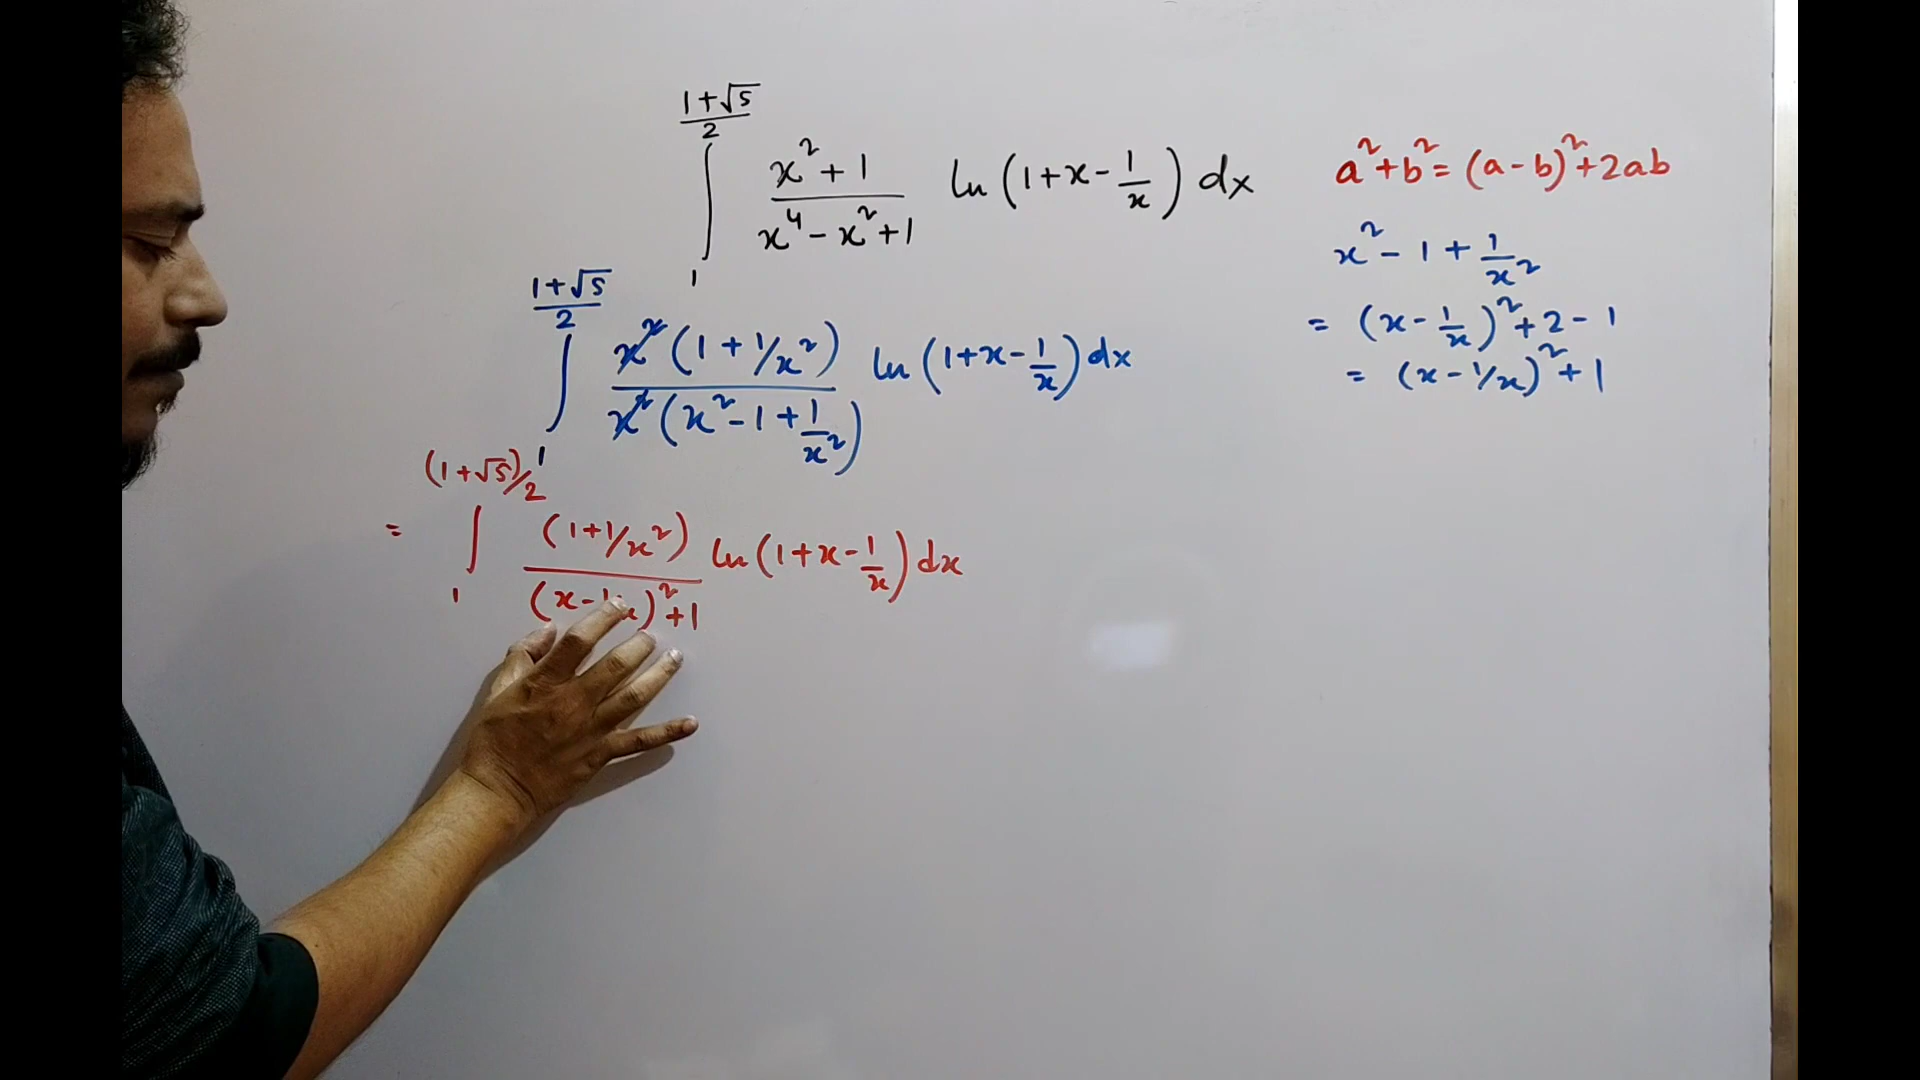 ∫₁^((1+√5)/2) (x²+1)/(x⁴-x²+1) ln(1+x-1/x) dx
∫₁^((1+√5)/2) x²(1+1/x²)/x²(x²-1+1/x²) ln(1+x-1/x) dx
= ∫₁^((1+√5)/2) (1+1/x²)/((x-1/x)²+1) ln(1+x-1/x) dx
a²+b²=(a-b)²+2ab
x²-1+1/x²
= (x-1/x)²+2-1
= (x-1/x)²+1